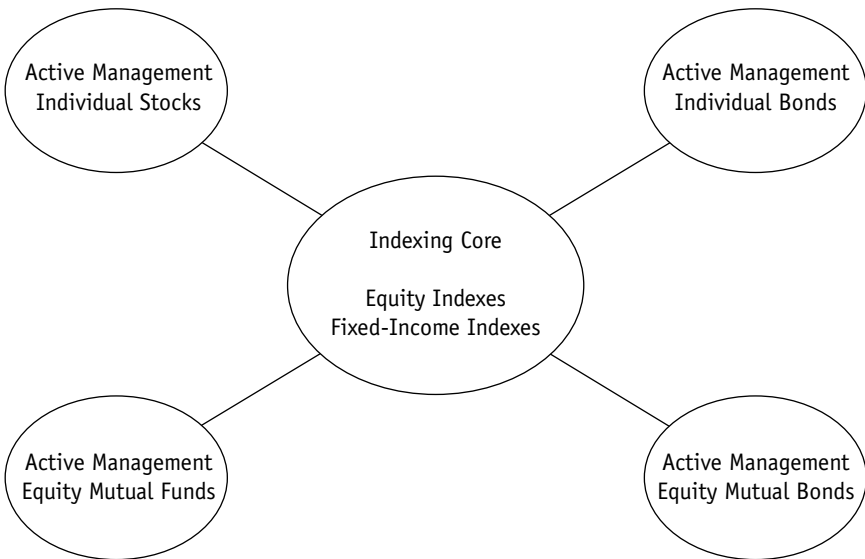 Active Management
Individual Stocks
Active Management
Individual Bonds
Indexing Core
Equity Indexes
Fixed-Income Indexes
Active Management
Equity Mutual Funds
Active Management
Equity Mutual Bonds